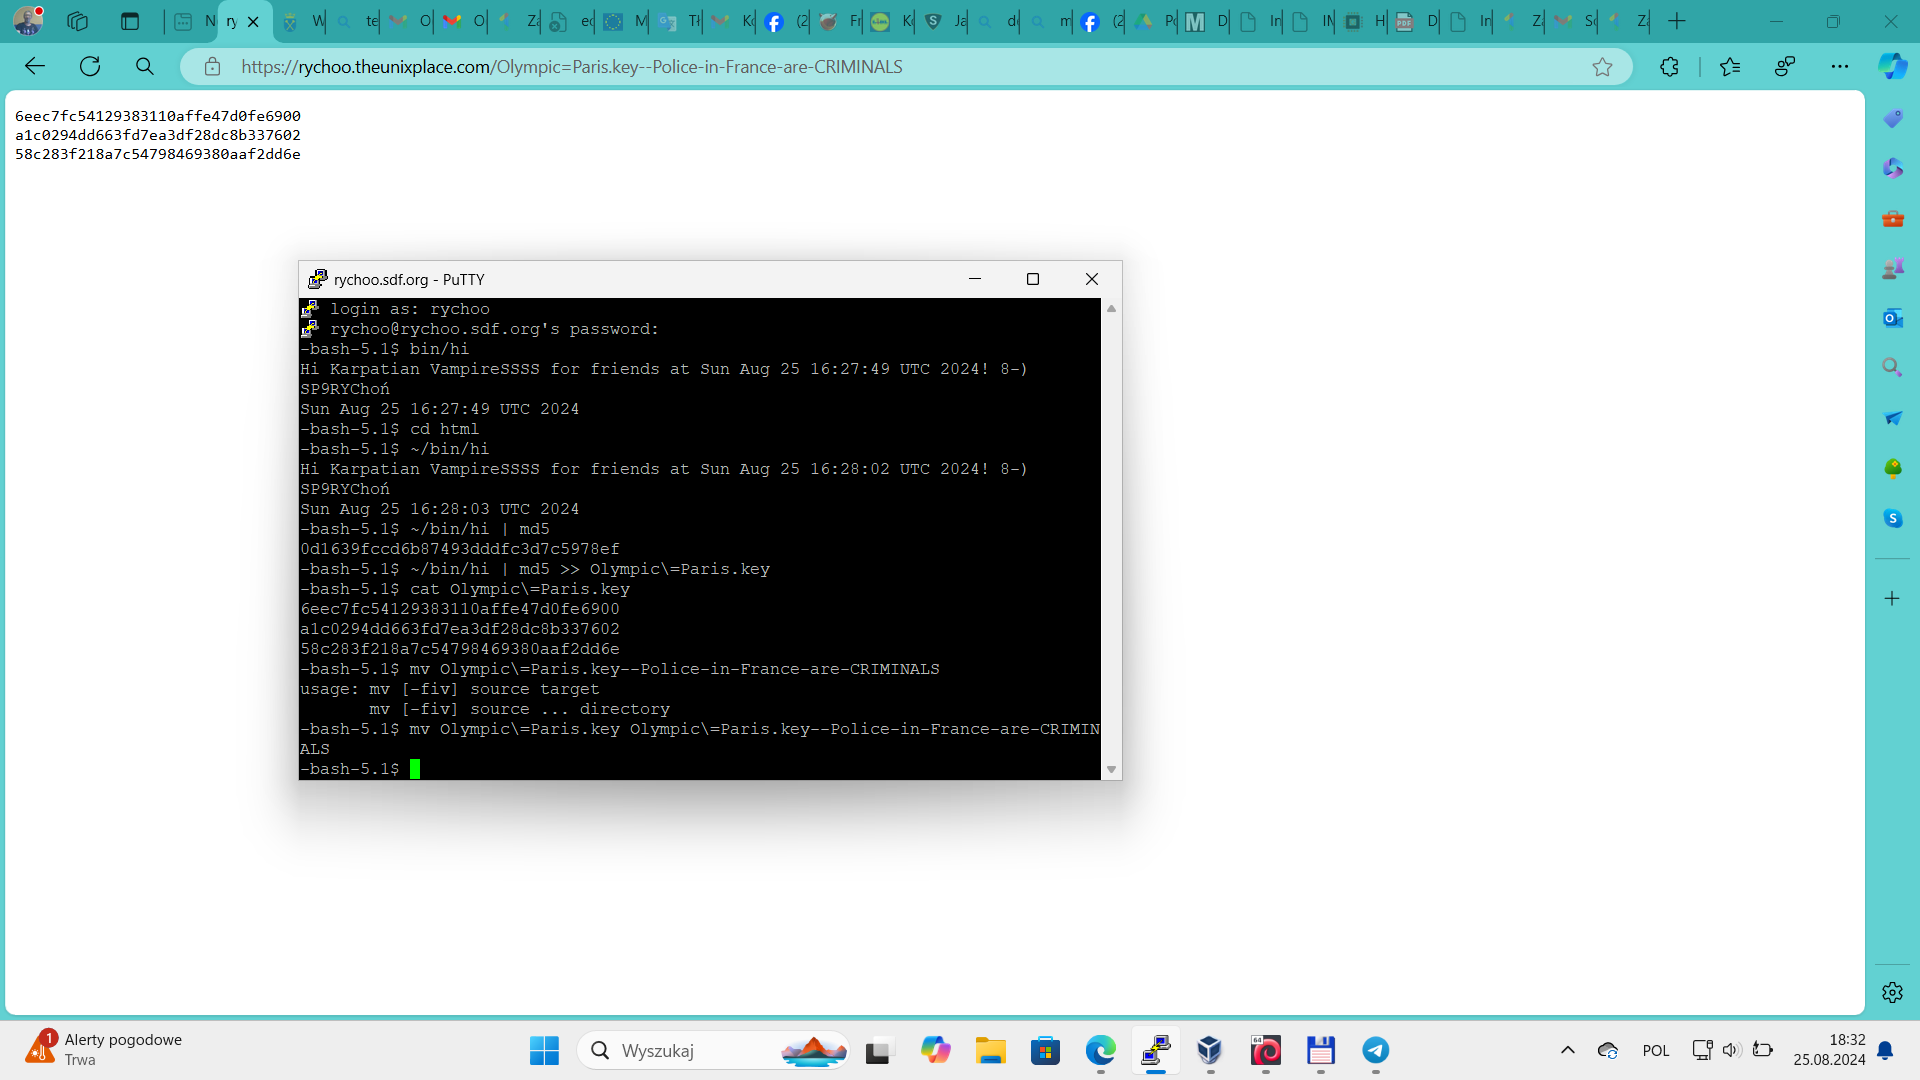 ry
https://rychoo.theunixplace.com/Olympic=Paris.key--Police-in-France-are-CRIMINALS
6eec7fc54129383110affe47d0fe6900
a1c0294dd663fd7ea3df28dc8b337602
58c283f218a7c54798469380aaf2dd6e
rychoo.sdf.org - PuTTY
login as: rychoo
rychoo@rychoo.sdf.org's password:
-bash-5.1$ bin/hi
Hi Karpatian VampireSSSS for friends at Sun Aug 25 16:27:49 UTC 2024! 8-)
SP9RYChoń
Sun Aug 25 16:27:49 UTC 2024
-bash-5.1$ cd html
-bash-5.1$ ~/bin/hi
Hi Karpatian VampireSSSS for friends at Sun Aug 25 16:28:02 UTC 2024! 8-)
SP9RYChoń
Sun Aug 25 16:28:03 UTC 2024
-bash-5.1$ ~/bin/hi | md5
0d1639fccd6b87493dddfc3d7c5978ef
-bash-5.1$ ~/bin/hi | md5 >> Olympic\=Paris.key
-bash-5.1$ cat Olympic\=Paris.key
6eec7fc54129383110affe47d0fe6900
a1c0294dd663fd7ea3df28dc8b337602
58c283f218a7c54798469380aaf2dd6e
-bash-5.1$ mv Olympic\=Paris.key--Police-in-France-are-CRIMINALS
usage: mv [-fiv] source target
       mv [-fiv] source ... directory
-bash-5.1$ mv Olympic\=Paris.key Olympic\=Paris.key--Police-in-France-are-CRIMIN
ALS
-bash-5.1$
1
Alerty pogodowe
Trwa
Wyszukaj
64
POL
18:32
25.08.2024